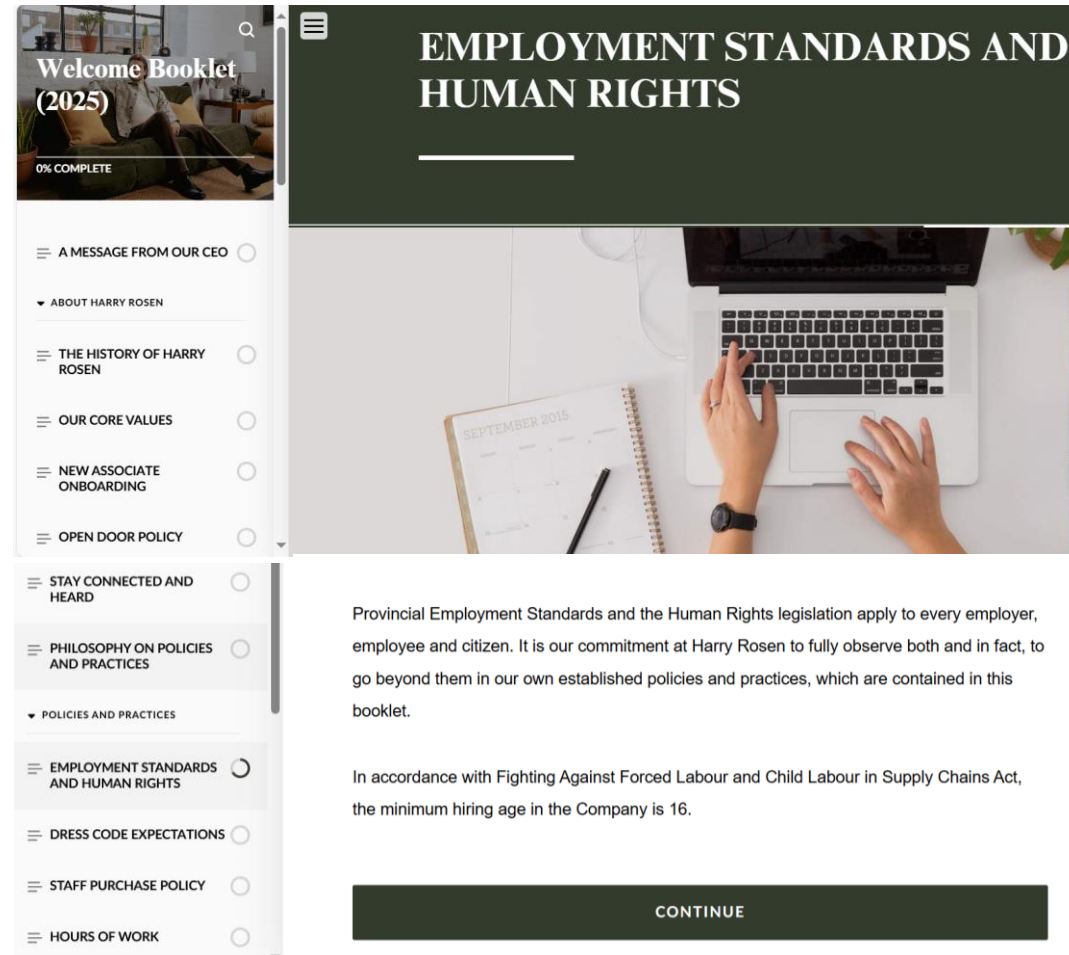 Welcome Booklet
(2025)
0% COMPLETE
A MESSAGE FROM OUR CEO
ABOUT HARRY ROSEN
THE HISTORY OF HARRY
ROSEN
OUR CORE VALUES
NEW ASSOCIATE
ONBOARDING
OPEN DOOR POLICY
EMPLOYMENT STANDARDS AND
HUMAN RIGHTS
SEPTEMBER 2015
STAY CONNECTED AND
HEARD
PHILOSOPHY ON POLICIES
AND PRACTICES
POLICIES AND PRACTICES
EMPLOYMENT STANDARDS
AND HUMAN RIGHTS
DRESS CODE EXPECTATIONS
STAFF PURCHASE POLICY
HOURS OF WORK
Provincial Employment Standards and the Human Rights legislation apply to every employer,
employee and citizen. It is our commitment at Harry Rosen to fully observe both and in fact, to
go beyond them in our own established policies and practices, which are contained in this
booklet.
In accordance with Fighting Against Forced Labour and Child Labour in Supply Chains Act,
the minimum hiring age in the Company is 16.
CONTINUE